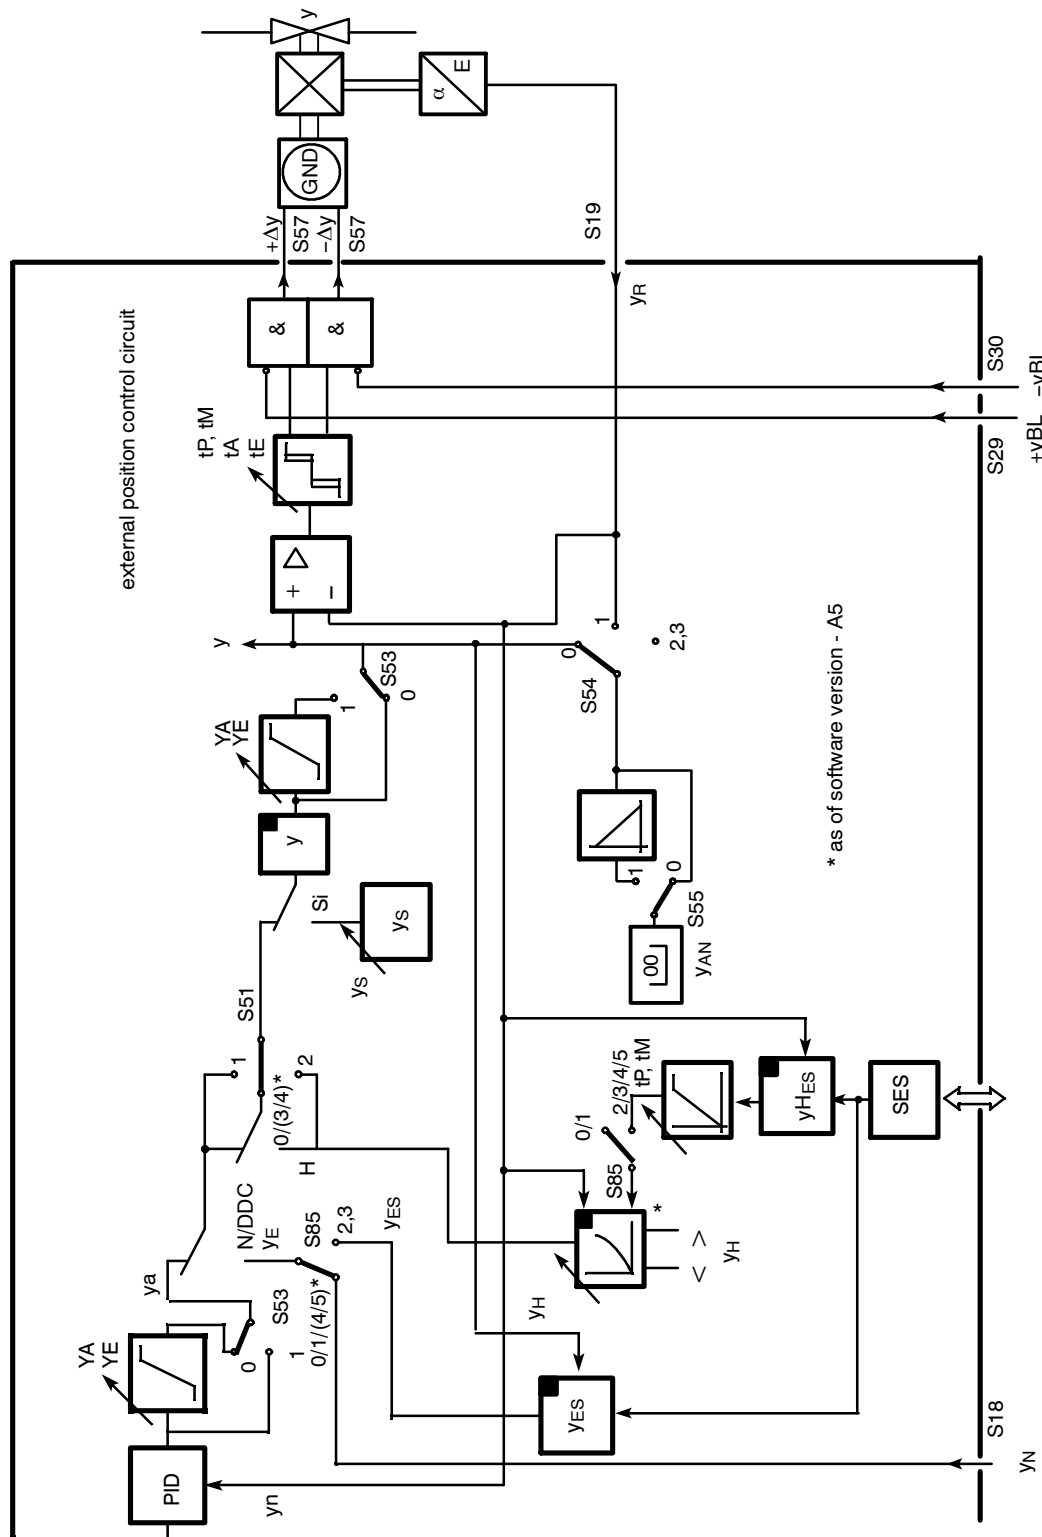 y
α
E
GND
+Δy
S57
−Δy
S57
S19
external position control circuit
&
&
yR
S30
−yBL
S29
+yBL
tP, tM
tA
tE
+
−
y
S53
0
1
YA
YE
y
Si
yS
yS
S51
1
0/(3/4)*
2
H
N/DDC
yE
S85
2,3
0/1/(4/5)*
yES
ya
S53
0
1
YA
YE
PID
yn
0
1
2,3
S54
1
0
S55
00
yAN
* as of software version - A5
2/3/4/5
tP, tM
0/1
S85
yHES
SES
*
< >
yH
yH
yES
S18
yN